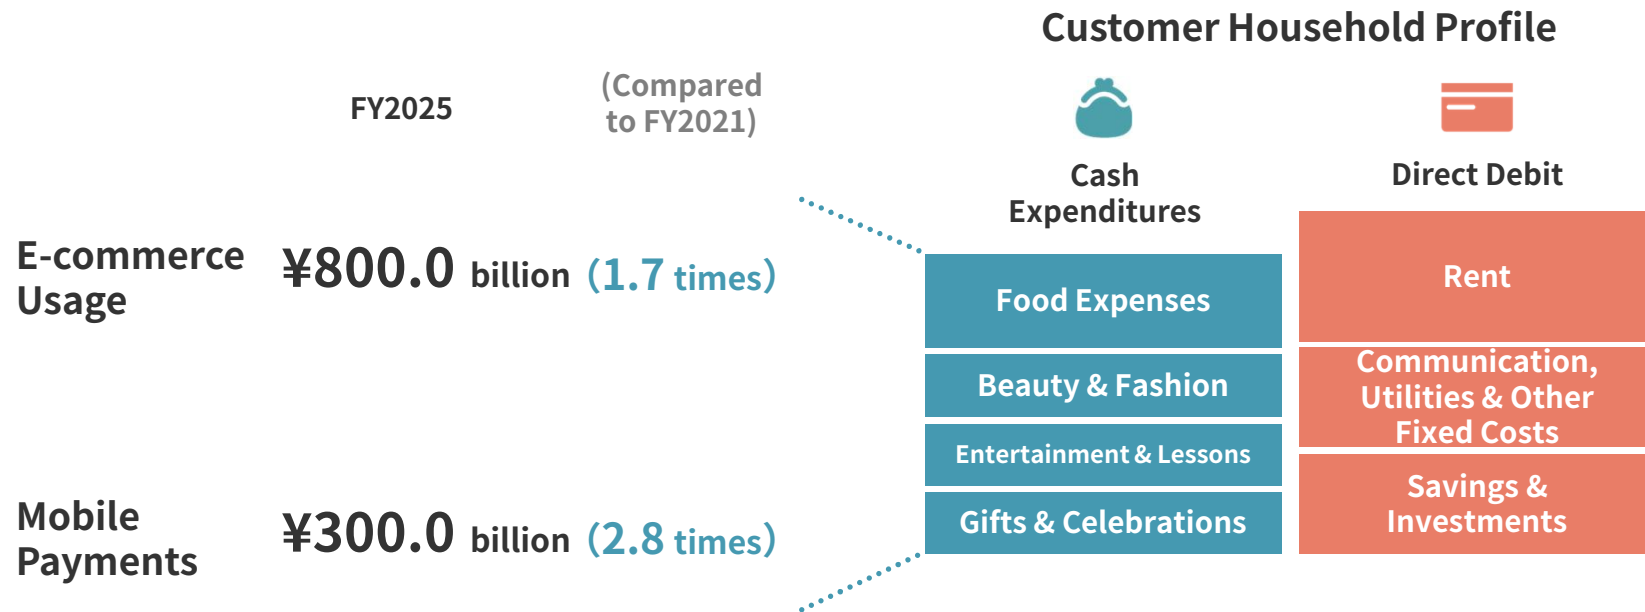 Customer Household Profile
FY2025
(Compared
to FY2021)
E-commerce
Usage
¥800.0 billion (1.7 times)
Mobile
Payments
¥300.0 billion (2.8 times)
Cash
Expenditures
Food Expenses
Beauty & Fashion
Entertainment & Lessons
Gifts & Celebrations
Direct Debit
Rent
Communication,
Utilities & Other
Fixed Costs
Savings &
Investments